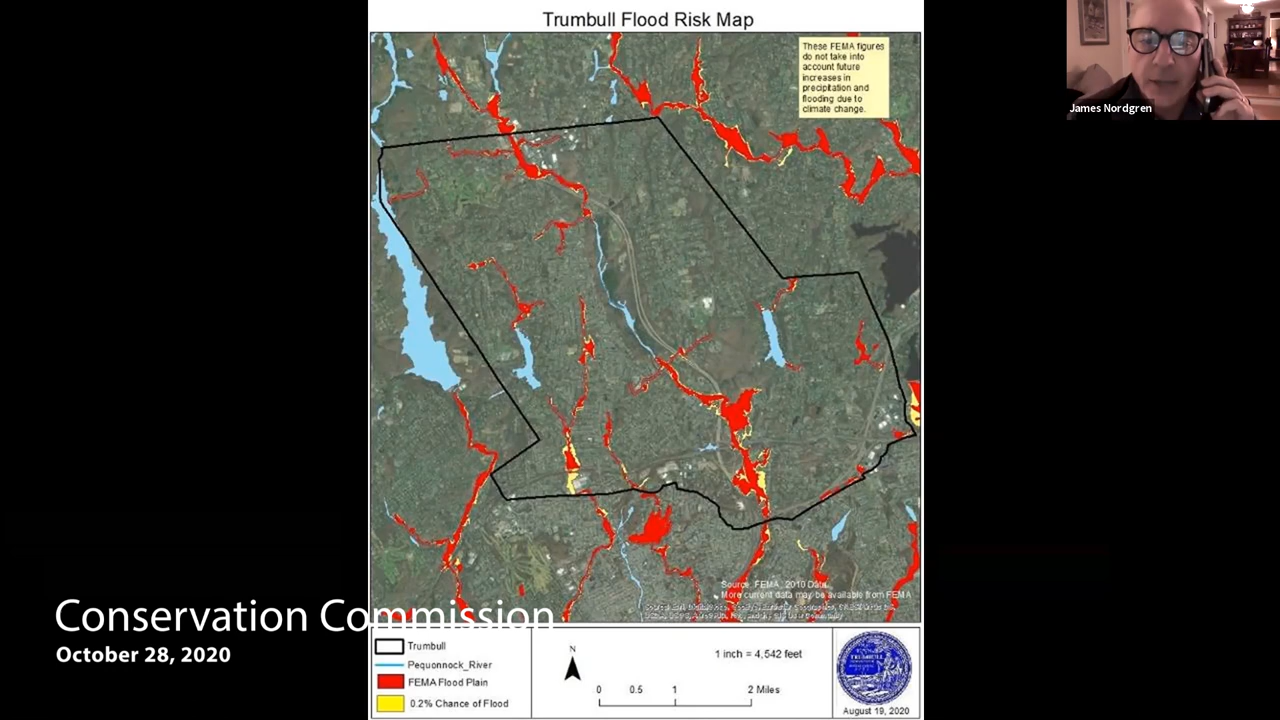 Trumbull Flood Risk Map
These FEMA figures
do not take into
account future
increases in
precipitation and
flooding due to
climate change.
James Nordgren
Source: FEMA, 2010 Data
More current data may be available from FEMA
Conservation Commission
October 28, 2020
Trumbull
Pequonnock_River
FEMA Flood Plain
0.2% Chance of Flood
N
1 inch = 4,542 feet
0 0.5 1 2 Miles
TRUMBULL
August 19, 2020